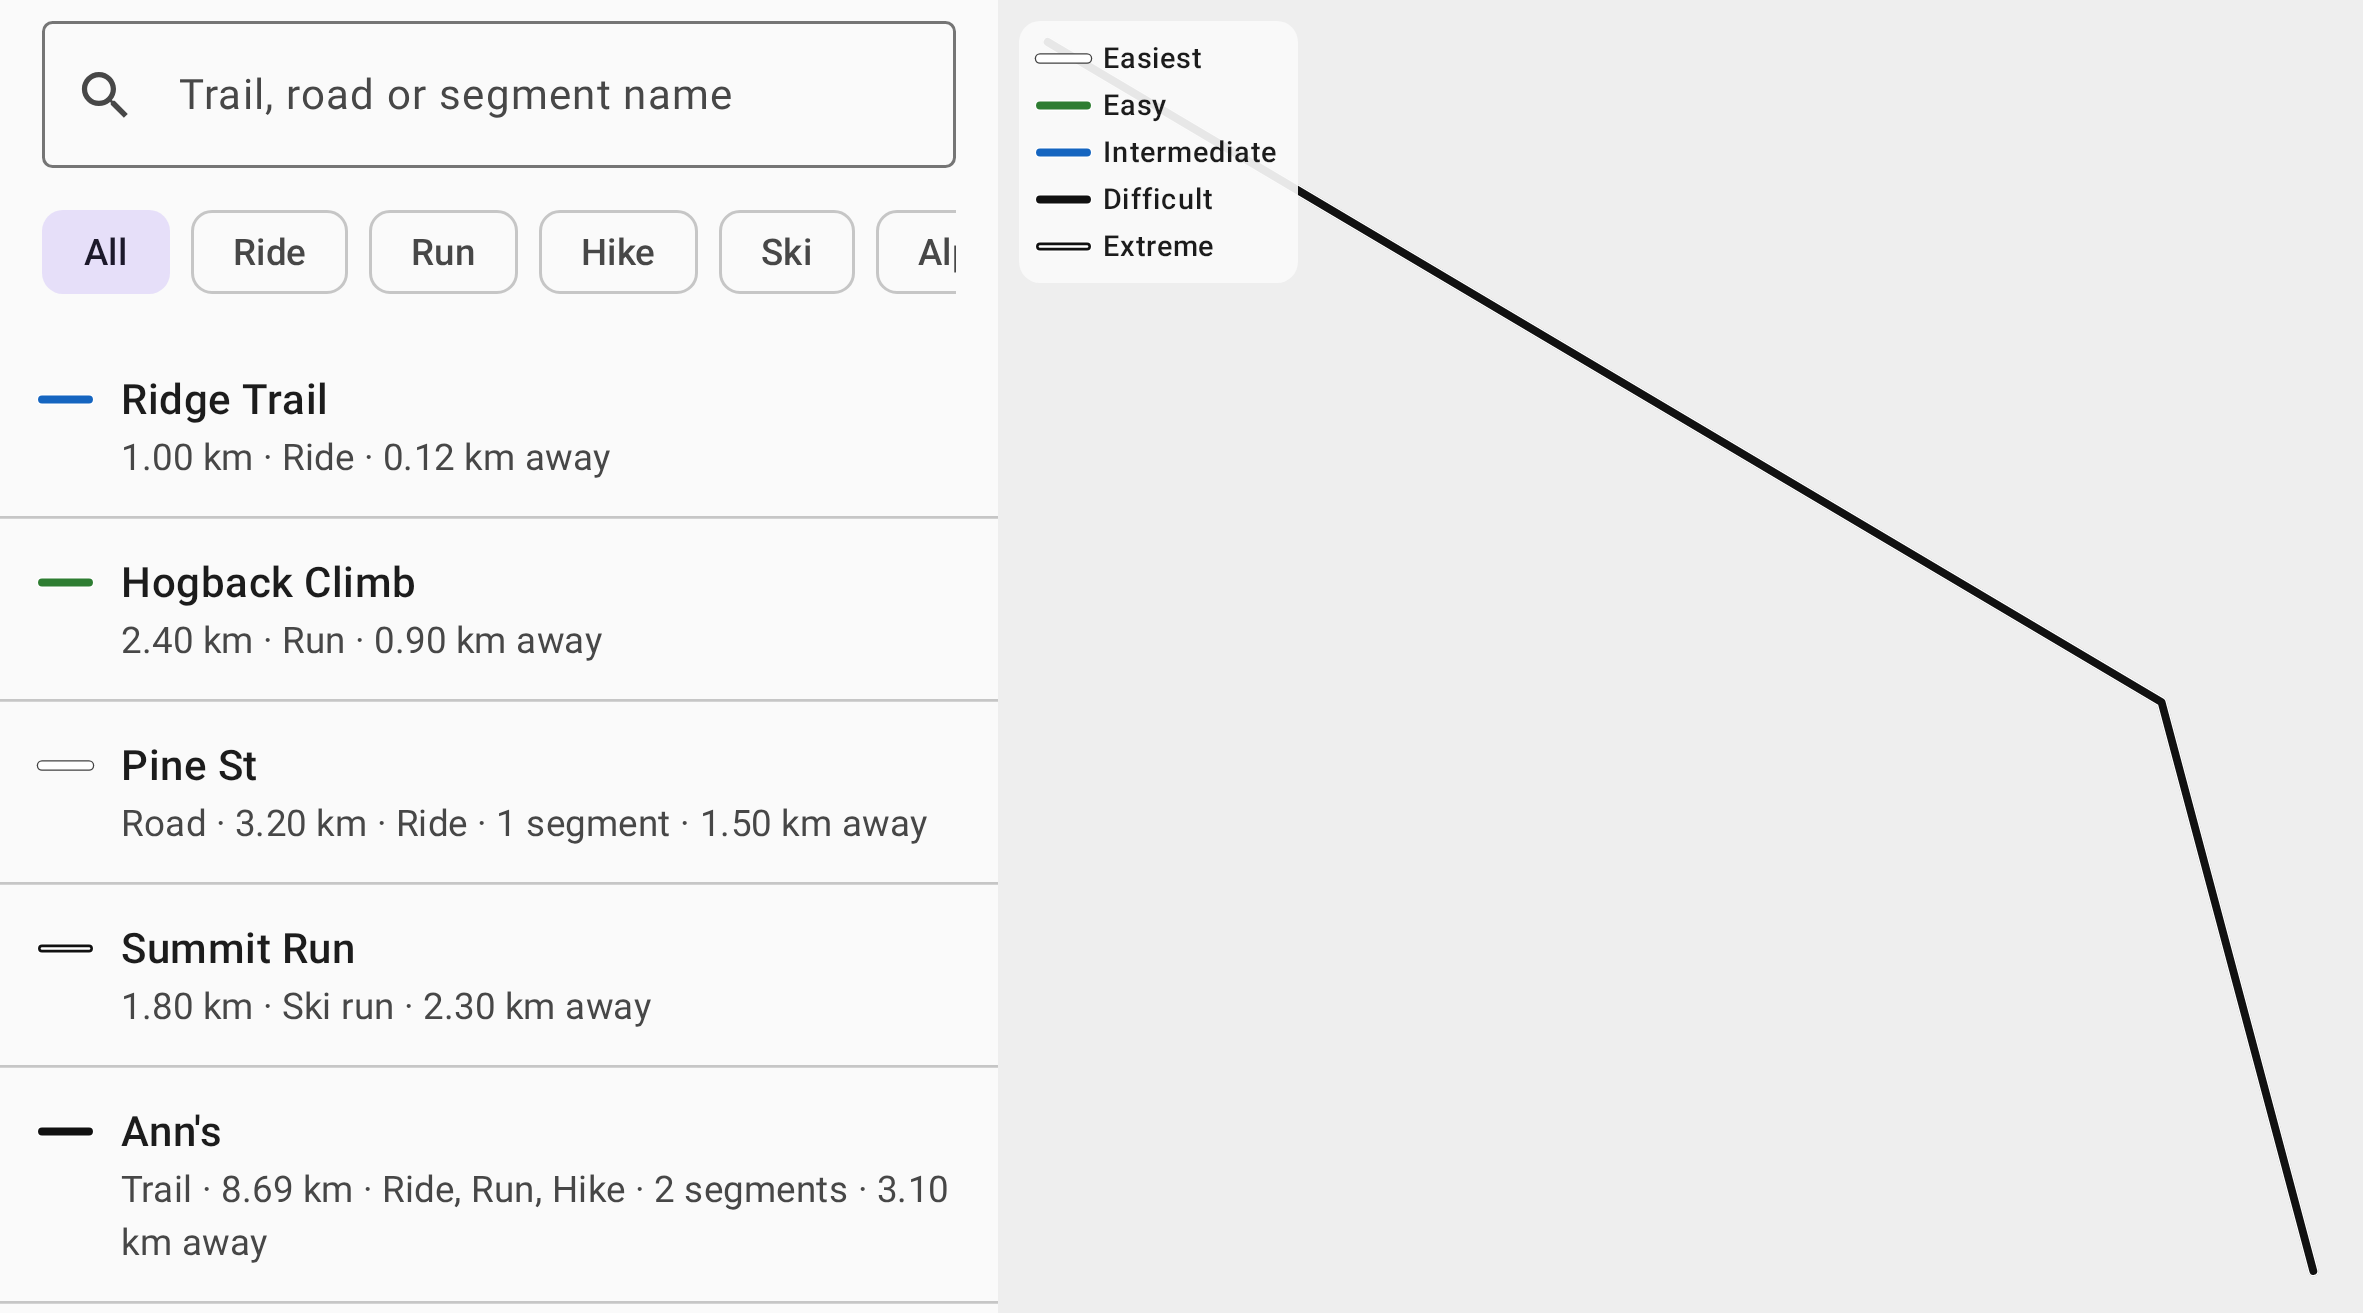 Trail, road or segment name
All
Ride
Run
Hike
Ski
Ridge Trail
1.00 km · Ride · 0.12 km away
Hogback Climb
2.40 km · Run · 0.90 km away
Pine St
Road · 3.20 km · Ride · 1 segment · 1.50 km away
Summit Run
1.80 km · Ski run · 2.30 km away
Ann's
Trail · 8.69 km · Ride, Run, Hike · 2 segments · 3.10
km away
Easiest
Easy
Intermediate
Difficult
Extreme